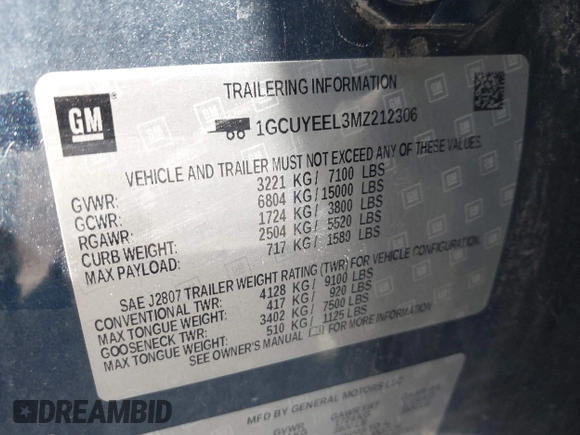 TRAILERING INFORMATION
GM
1GCUYEEL3MZ212306
VEHICLE AND TRAILER MUST NOT EXCEED ANY OF THESE VALUES
GVWR: 3221 KG/ 7100 LBS
GCWR: 6804 KG/15000 LBS
RGAWR: 1724 KG/ 3800 LBS
CURB WEIGHT: 2504 KG/ 5520 LBS
MAX PAYLOAD: 717 KG/ 1580 LBS
SAE J2807 TRAILER WEIGHT RATING (TWR) FOR VEHICLE CONFIGURATION
CONVENTIONAL TWR: 4128 KG/ 9100 LBS
MAX TONGUE WEIGHT: 417 KG/ 920 LBS
GOOSENECK TWR: 3402 KG/ 7500 LBS
MAX TONGUE WEIGHT: 510 KG/ 1125 LBS
SEE OWNER'S MANUAL FOR MORE INFORMATION
MFD BY GENERAL MOTORS LLC
GVWR GAWR FRT
DREAMBID